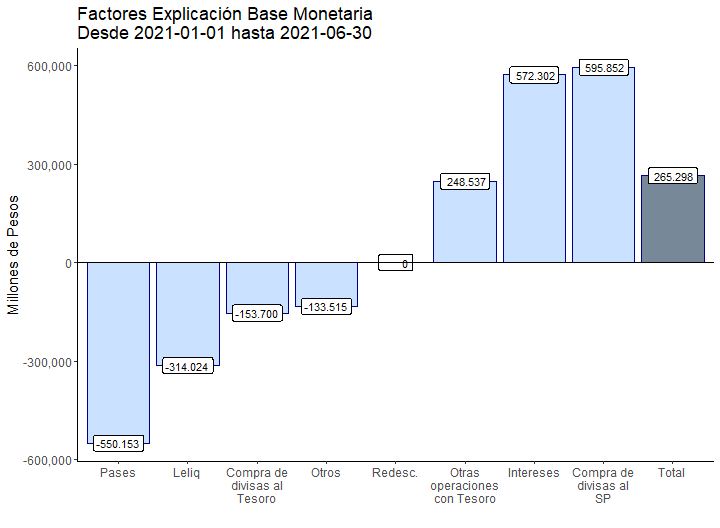 Factores Explicación Base Monetaria
Desde 2021-01-01 hasta 2021-06-30
Millones de Pesos
600,000
300,000
0
-300,000
-600,000
-550.153
-314.024
-153.700
-133.515
0
248.537
572.302
595.852
265.298
Pases
Leliq
Compra de
divisas al
Tesoro
Otros
Redesc.
Otras
operaciones
con Tesoro
Intereses
Compra de
divisas al
SP
Total